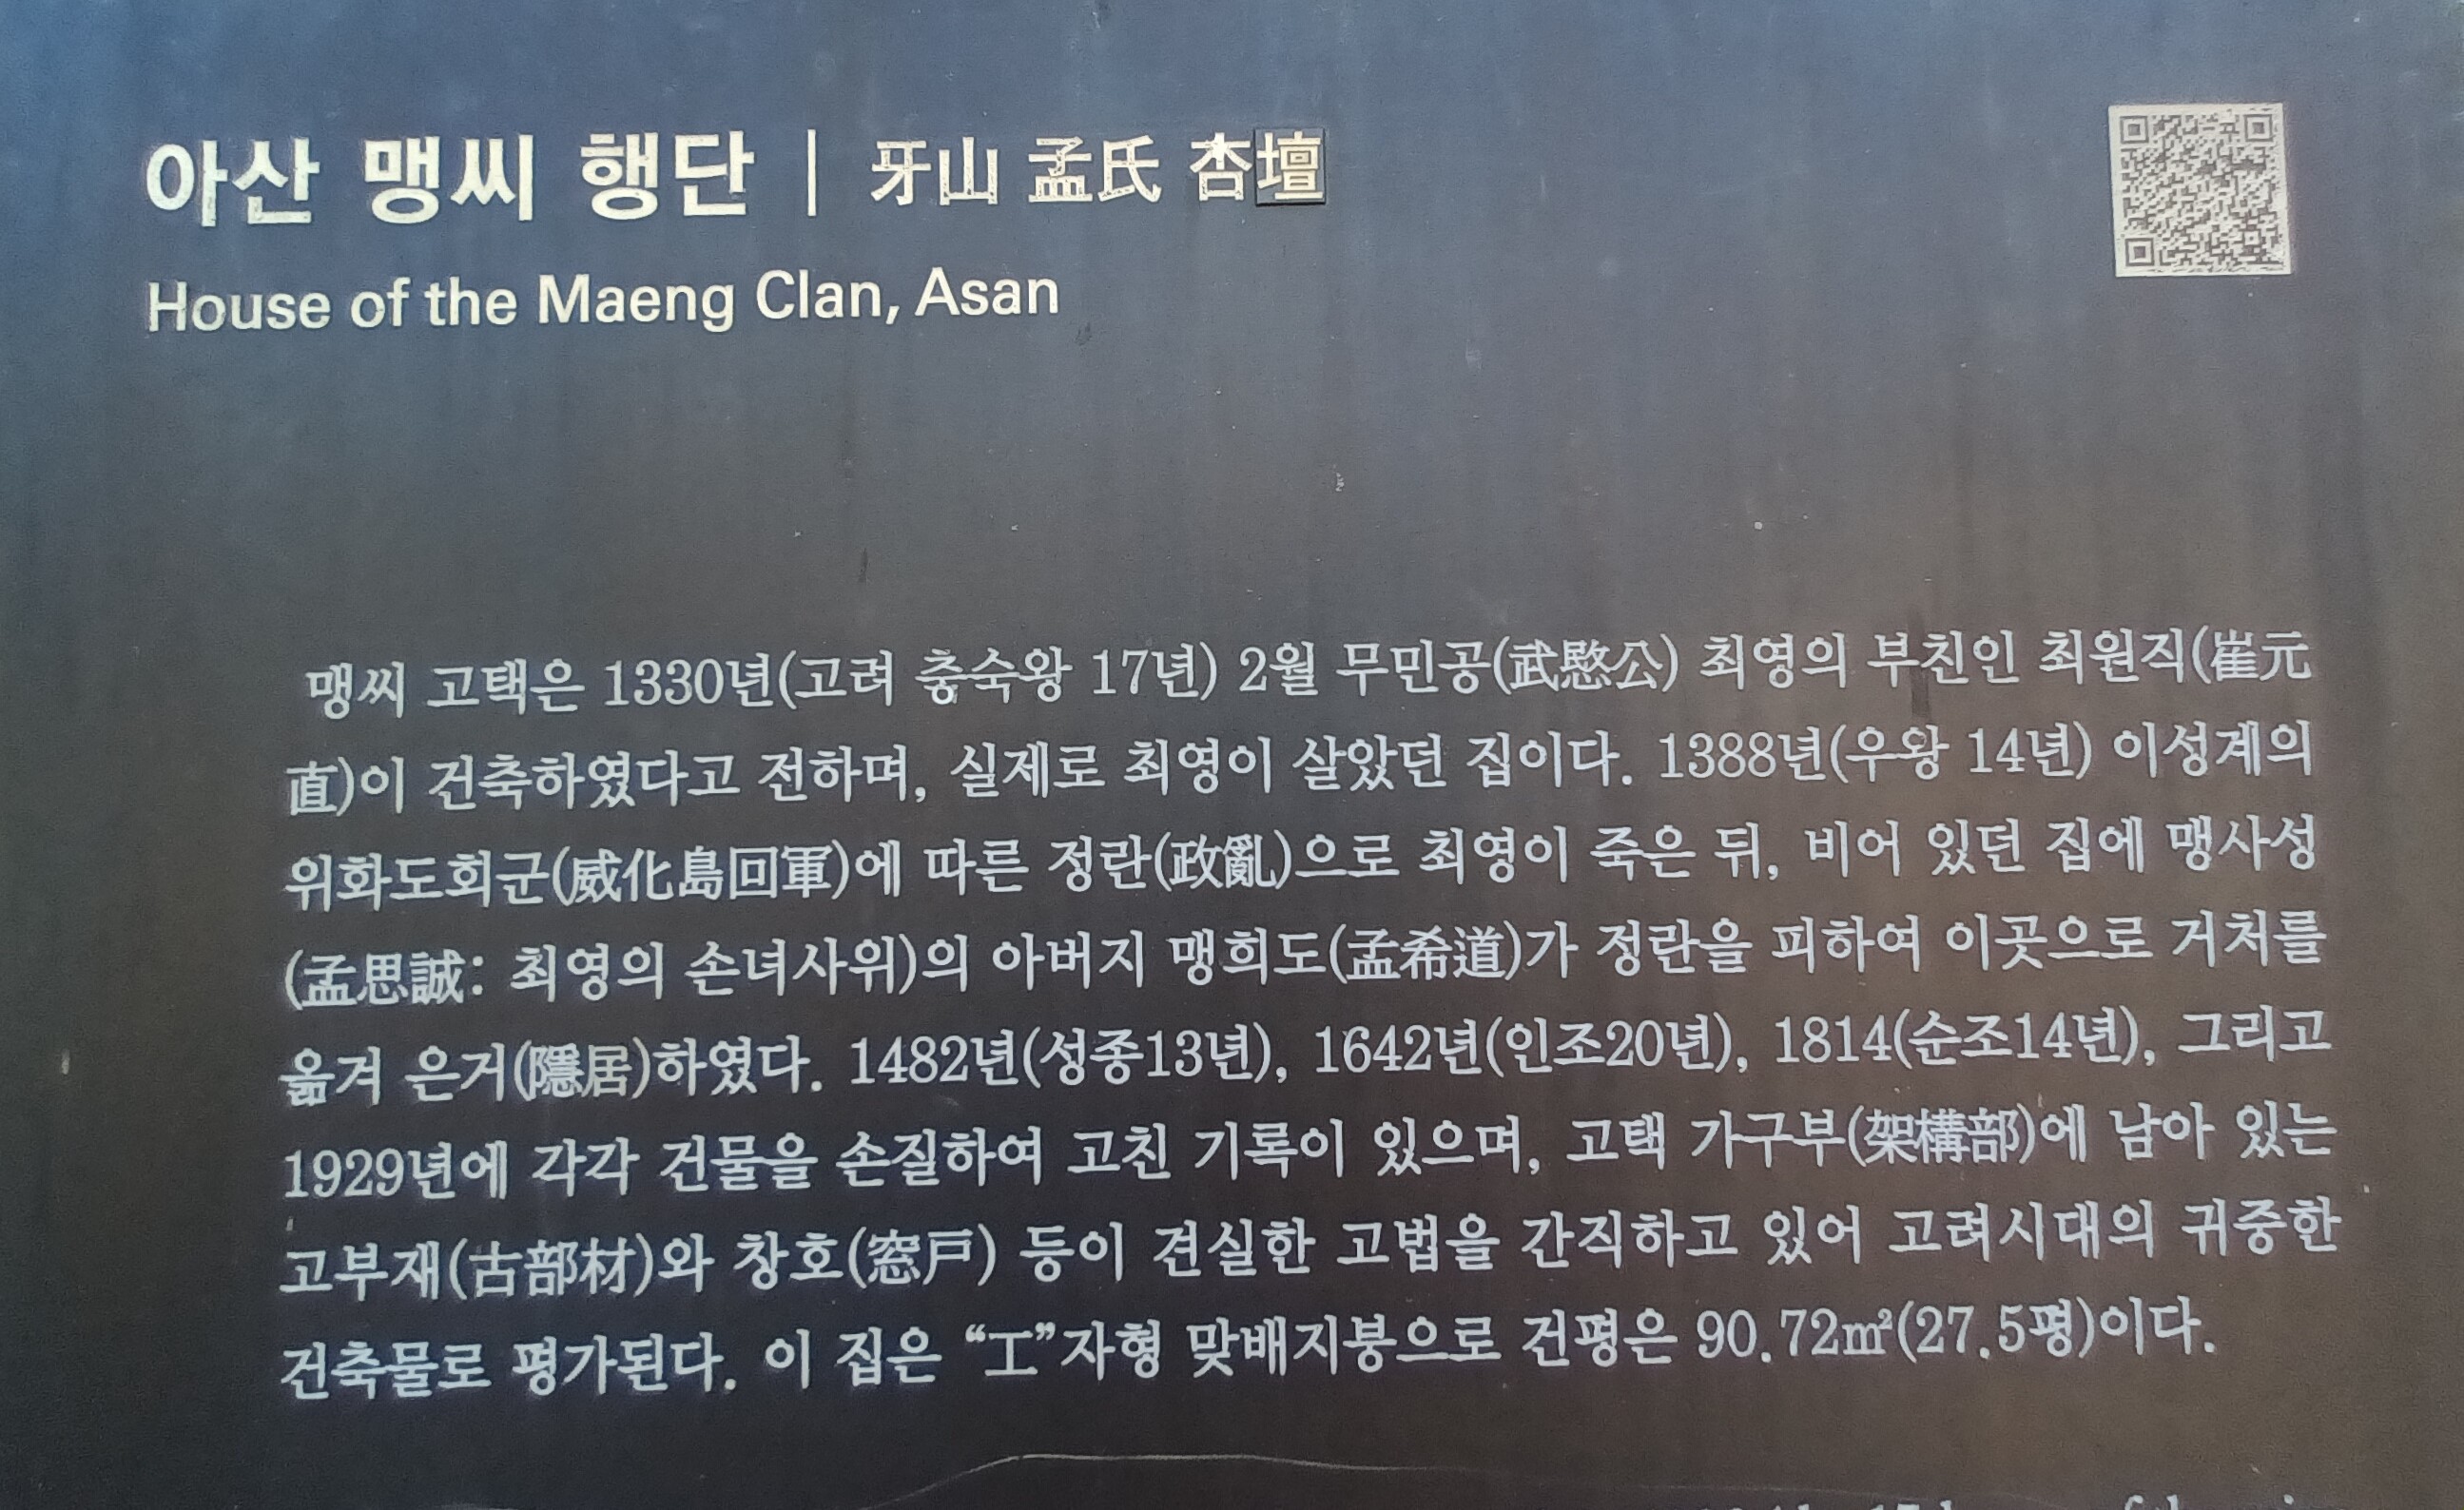 아산 맹씨 행단 | 牙山 孟氏 杏壇
House of the Maeng Clan, Asan
맹씨 고택은 1330년(고려 충숙왕 17년) 2월 무민공(武愍公) 최영의 부친인 최원직(崔元
直)이 건축하였다고 전하며, 실제로 최영이 살았던 집이다. 1388년(우왕 14년) 이성계의
위화도회군(威化島回軍)에 따른 정란(政亂)으로 최영이 죽은 뒤, 비어 있던 집에 맹사성
(孟思誠: 최영의 손녀사위)의 아버지 맹희도(孟希道)가 정란을 피하여 이곳으로 거처를
옮겨 은거(隱居)하였다. 1482년(성종13년), 1642년(인조20년), 1814(순조14년), 그리고
1929년에 각각 건물을 손질하여 고친 기록이 있으며, 고택 가구부(架構部)에 남아 있는
고부재(古部材)와 창호(窓戶) 등이 견실한 고법을 간직하고 있어 고려시대의 귀중한
건축물로 평가된다. 이 집은 “工”자형 맞배지붕으로 건평은 90.72㎡(27.5평)이다.